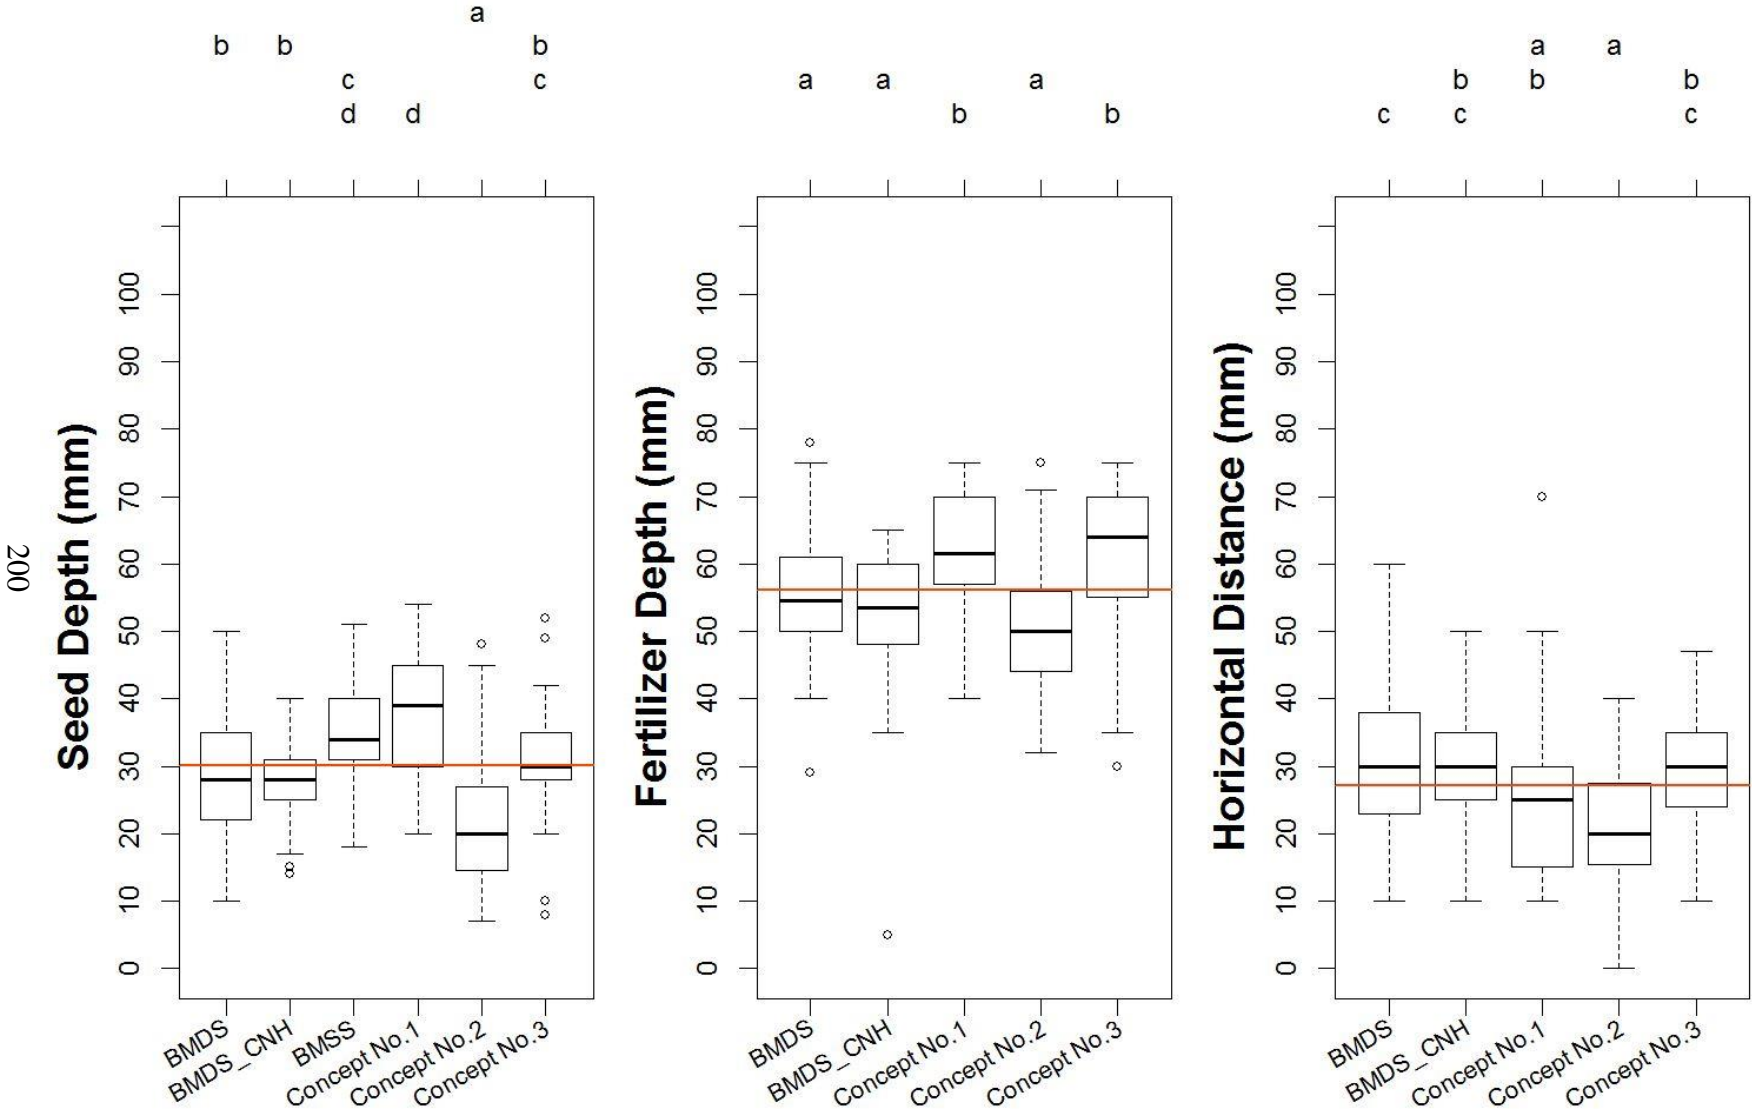 a
b b b
c c
d d
a a a
b b
a a
b b b
c c c
200
Seed Depth (mm)
0 10 20 30 40 50 60 70 80 90 100
BMDS
BMDS_CNH
BMSS
Concept No.1
Concept No.2
Concept No.3
Fertilizer Depth (mm)
0 10 20 30 40 50 60 70 80 90 100
BMDS
BMDS_CNH
Concept No.1
Concept No.2
Concept No.3
Horizontal Distance (mm)
0 10 20 30 40 50 60 70 80 90 100
BMDS
BMDS_CNH
Concept No.1
Concept No.2
Concept No.3